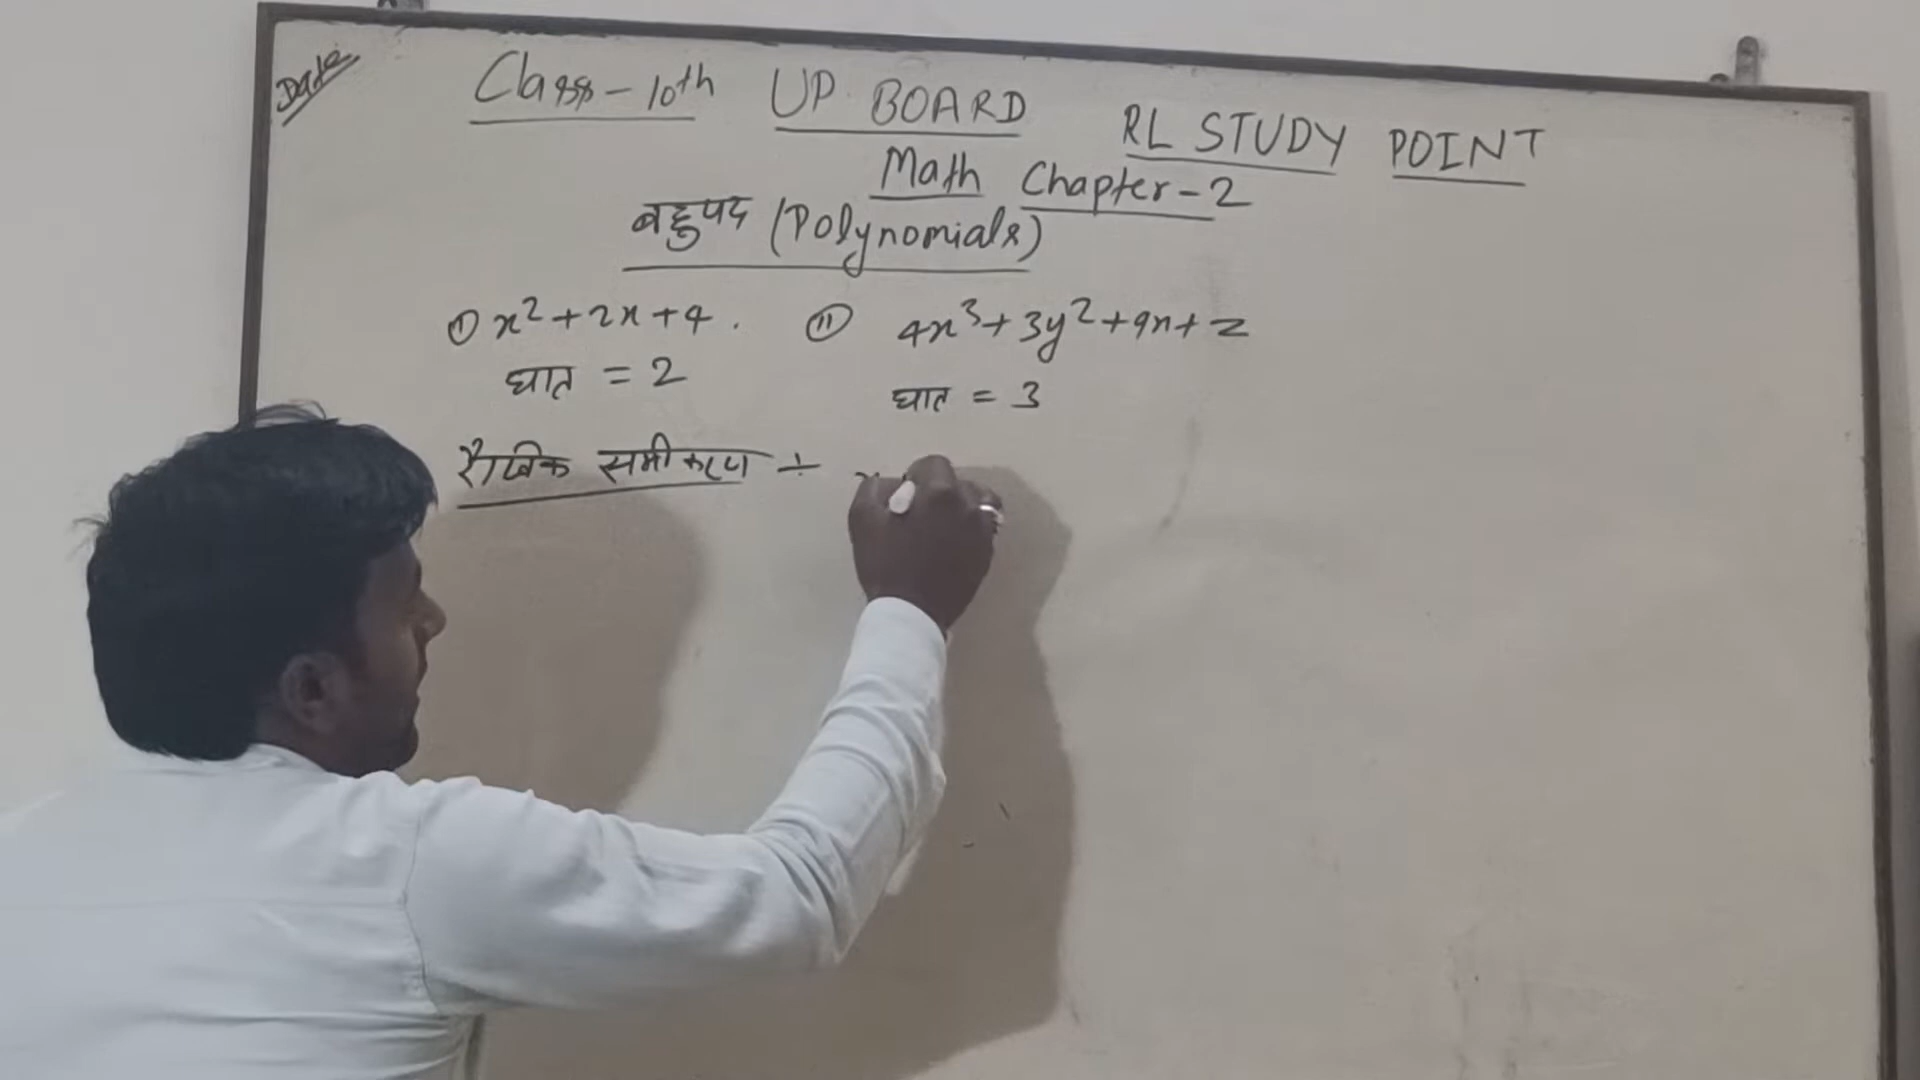 Date
Class-10th UP BOARD RL STUDY POINT
Math Chapter-2
बहुपद (Polynomials)
① x²+2x+4. ⑪ 4x³+3y²+9x+z
घात = 2 घात = 3
रैखिक समीकरण ÷